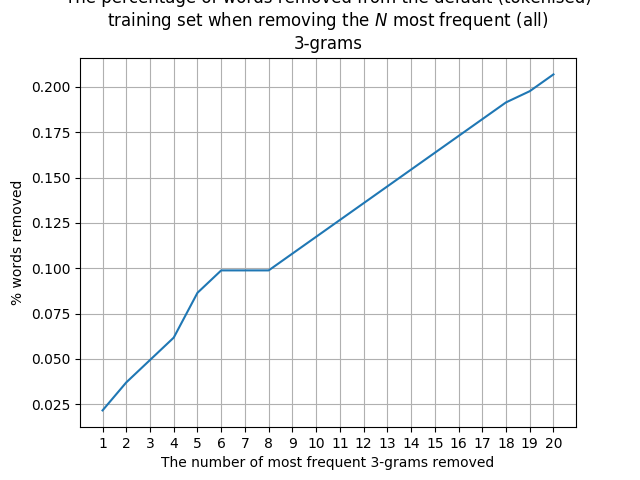 The percentage of words removed from the default (tokenised)
training set when removing the N most frequent (all)
3-grams
% words removed
0.200
0.175
0.150
0.125
0.100
0.075
0.050
0.025
1 2 3 4 5 6 7 8 9 10 11 12 13 14 15 16 17 18 19 20
The number of most frequent 3-grams removed